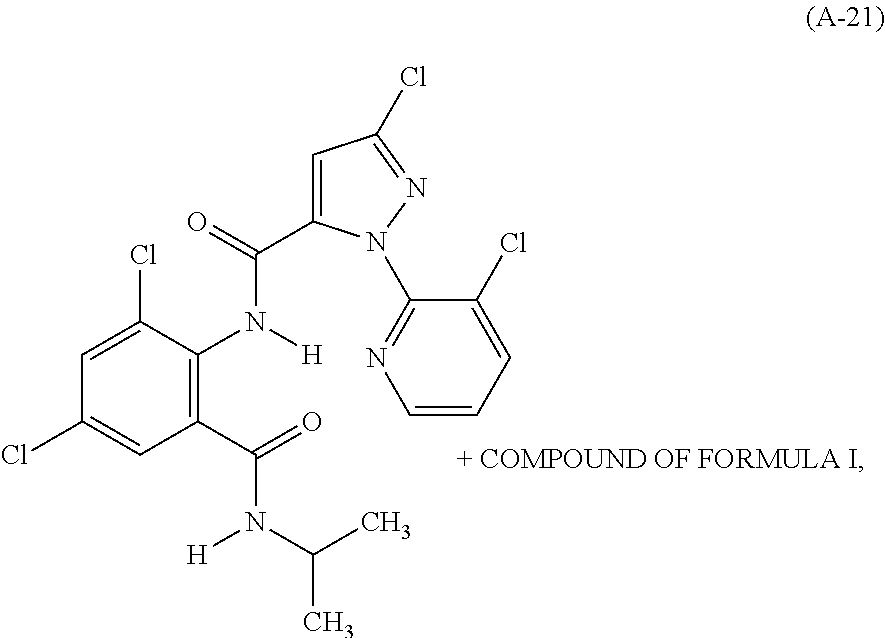 (A-21)
Cl
N
O
N
Cl
Cl
N
H
N
O
Cl
+ COMPOUND OF FORMULA I,
N
CH3
H
CH3